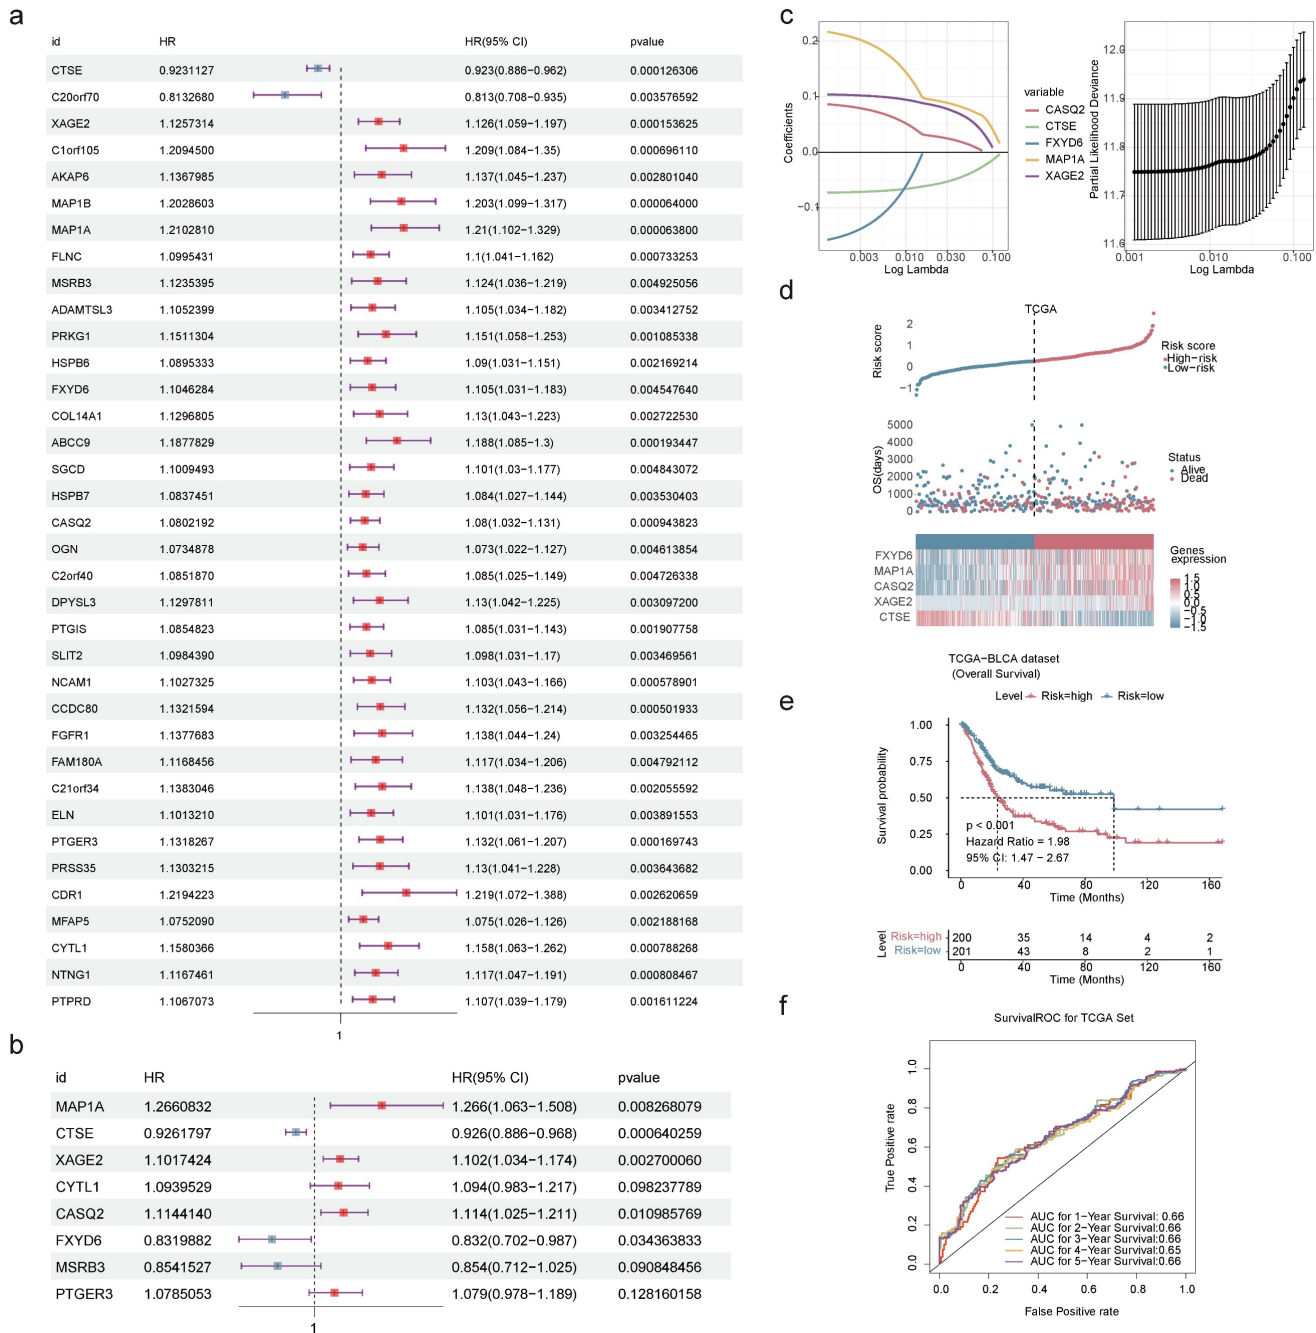 a
id HR HR(95% CI) pvalue
CTSE 0.9231127 0.923(0.886−0.962) 0.000126306
C20orf70 0.8132680 0.813(0.708−0.935) 0.003576592
XAGE2 1.1257314 1.126(1.059−1.197) 0.000153625
C1orf105 1.2094500 1.209(1.084−1.35) 0.000696110
AKAP6 1.1367985 1.137(1.045−1.237) 0.002801040
MAP1B 1.2028603 1.203(1.099−1.317) 0.000064000
MAP1A 1.2102810 1.21(1.102−1.329) 0.000063800
FLNC 1.0995431 1.1(1.041−1.162) 0.000733253
MSRB3 1.1235395 1.124(1.036−1.219) 0.004925056
ADAMTSL3 1.1052399 1.105(1.034−1.182) 0.003412752
PRKG1 1.1511304 1.151(1.058−1.253) 0.001085338
HSPB6 1.0895333 1.09(1.031−1.151) 0.002169214
FXYD6 1.1046284 1.105(1.031−1.183) 0.004547640
COL14A1 1.1296805 1.13(1.043−1.223) 0.002722530
ABCC9 1.1877829 1.188(1.085−1.3) 0.000193447
SGCD 1.1009493 1.101(1.03−1.177) 0.004843072
HSPB7 1.0837451 1.084(1.027−1.144) 0.003530403
CASQ2 1.0802192 1.08(1.032−1.131) 0.000943823
OGN 1.0734878 1.073(1.022−1.127) 0.004613854
C2orf40 1.0851870 1.085(1.025−1.149) 0.004726338
DPYSL3 1.1297811 1.13(1.042−1.225) 0.003097200
PTGIS 1.0854823 1.085(1.031−1.143) 0.001907758
SLIT2 1.0984390 1.098(1.031−1.17) 0.003469561
NCAM1 1.1027325 1.103(1.043−1.166) 0.000578901
CCDC80 1.1321594 1.132(1.056−1.214) 0.000501933
FGFR1 1.1377683 1.138(1.044−1.24) 0.003254465
FAM180A 1.1168456 1.117(1.034−1.206) 0.004792112
C21orf34 1.1383046 1.138(1.048−1.236) 0.002055592
ELN 1.1013210 1.101(1.031−1.176) 0.003891553
PTGER3 1.1318267 1.132(1.061−1.207) 0.000169743
PRSS35 1.1303215 1.13(1.041−1.228) 0.003643682
CDR1 1.2194223 1.219(1.072−1.388) 0.002620659
MFAP5 1.0752090 1.075(1.026−1.126) 0.002188168
CYTL1 1.1580366 1.158(1.063−1.262) 0.000788268
NTNG1 1.1167461 1.117(1.047−1.191) 0.000808467
PTPRD 1.1067073 1.107(1.039−1.179) 0.001611224
1
b
id HR HR(95% CI) pvalue
MAP1A 1.2660832 1.266(1.063−1.508) 0.008268079
CTSE 0.9261797 0.926(0.886−0.968) 0.000640259
XAGE2 1.1017424 1.102(1.034−1.174) 0.002700060
CYTL1 1.0939529 1.094(0.983−1.217) 0.098237789
CASQ2 1.1144140 1.114(1.025−1.211) 0.010985769
FXYD6 0.8319882 0.832(0.702−0.987) 0.034363833
MSRB3 0.8541527 0.854(0.712−1.025) 0.090848456
PTGER3 1.0785053 1.079(0.978−1.189) 0.128160158
1
c
Coefficients
0.2
0.1
0.0
−0.1
0.003 0.010 0.030 0.100
Log Lambda
variable
CASQ2
CTSE
FXYD6
MAP1A
XAGE2
Partial Likelihood Deviance
12.0
11.9
11.8
11.7
11.6
0.001 0.010 0.100
Log Lambda
d
TCGA
Risk score
2
1
0
−1
Risk score
High−risk
Low−risk
OS(days)
5000
4000
3000
2000
1000
0
Status
Alive
Dead
FXYD6
MAP1A
CASQ2
XAGE2
CTSE
Genes
expression
1.5
1.0
0.5
0.0
−0.5
−1.0
−1.5
e
TCGA−BLCA dataset
(Overall Survival)
Level Risk=high Risk=low
Survival probability
1.00
0.75
0.50
0.25
0.00
p < 0.001
Hazard Ratio = 1.98
95% CI: 1.47 − 2.67
0 40 80 120 160
Time (Months)
Level
Risk=high 200 35 14 4 2
Risk=low 201 43 8 2 1
0 40 80 120 160
Time (Months)
f
SurvivalROC for TCGA Set
True Positive rate
1.0
0.8
0.6
0.4
0.2
0.0
AUC for 1−Year Survival: 0.66
AUC for 2−Year Survival:0.66
AUC for 3−Year Survival:0.66
AUC for 4−Year Survival:0.65
AUC for 5−Year Survival:0.66
0.0 0.2 0.4 0.6 0.8 1.0
False Positive rate